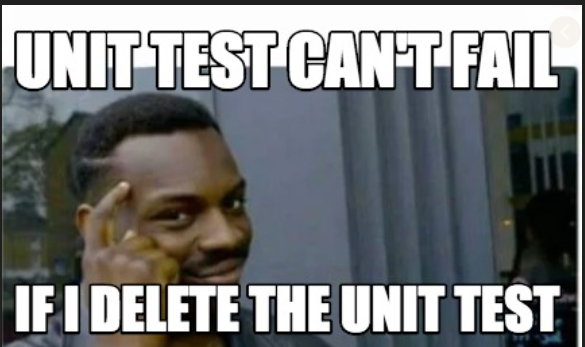 UNIT TEST CAN'T FAIL
IF I DELETE THE UNIT TEST